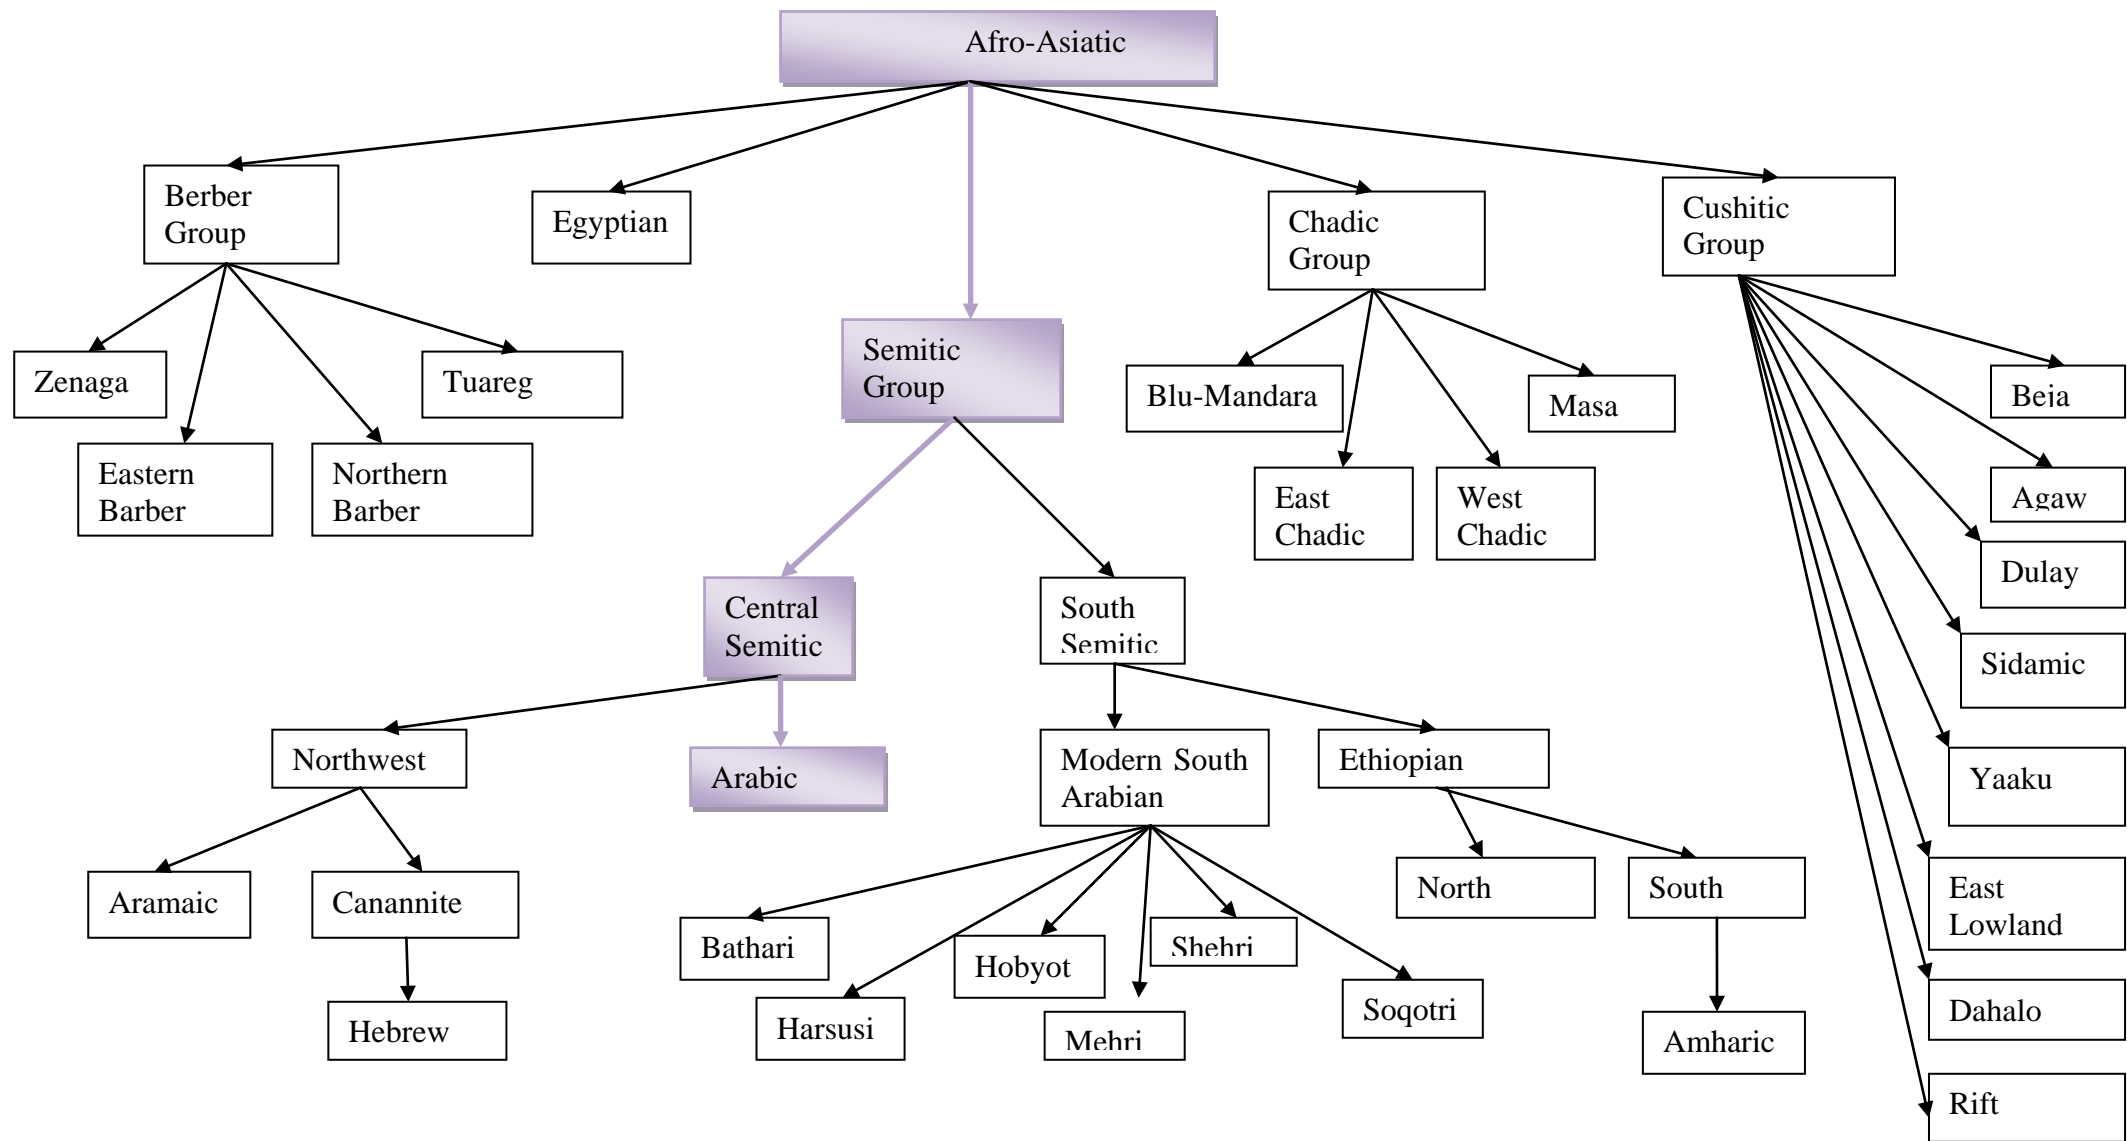 Afro-Asiatic
Berber
Group
Egyptian
Chadic
Group
Cushitic
Group
Semitic
Group
Zenaga
Tuareg
Eastern
Barber
Northern
Barber
Blu-Mandara
Masa
East
Chadic
West
Chadic
Beja
Agaw
Dulay
Sidamic
Yaaku
East
Lowland
Dahalo
Rift
Central
Semitic
South
Semitic
Northwest
Arabic
Modern South
Arabian
Ethiopian
Aramaic
Canannite
Hebrew
Bathari
Harsusi
Hobyot
Mehri
Shehri
Soqotri
North
South
Amharic